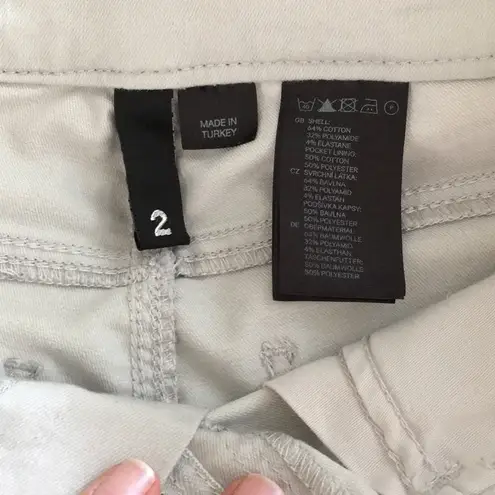 2
MADE IN
TURKEY
P
GB SHELL:
64% COTTON
32% POLYAMIDE
4% ELASTANE
POCKET LINING:
50% COTTON
50% POLYESTER
CZ SVRCHNI LÁTKA:
64% BAVLNA
32% POLYAMID
4% ELASTAN
PODŠÍVKA KAPSY:
50% BAVLNA
50% POLYESTER
DE OBERMATERIAL:
64% BAUMWOLLE
32% POLYAMID
4% ELASTHAN
TASCHENFUTTER:
50% BAUMWOLLE
50% POLYESTER